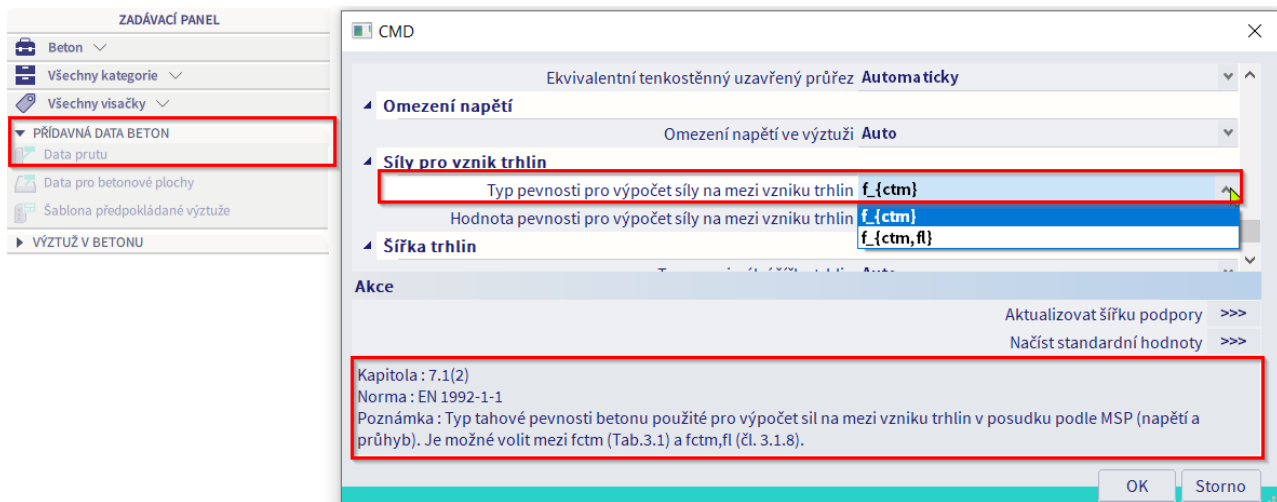 ZADÁVACÍ PANEL
Beton
Všechny kategorie
Všechny visačky
PŘÍDAVNÁ DATA BETON
Data prutu
Data pro betonové plochy
Šablona předpokládané výztuže
VÝZTUŽ V BETONU
CMD
Ekvivalentní tenkostěnný uzavřený průřez Automaticky
Omezení napětí
Omezení napětí ve výztuži Auto
Síly pro vznik trhlin
Typ pevnosti pro výpočet síly na mezi vzniku trhlin f_{ctm}
Hodnota pevnosti pro výpočet síly na mezi vzniku trhlin f_{ctm}
f_{ctm,fl}
Šířka trhlin
Akce
Aktualizovat šířku podpory >>>
Načíst standardní hodnoty >>>
Kapitola : 7.1(2)
Norma : EN 1992-1-1
Poznámka : Typ tahové pevnosti betonu použité pro výpočet sil na mezi vzniku trhlin v posudku podle MSP (napětí a
průhyb). Je možné volit mezi fctm (Tab.3.1) a fctm,fl (čl. 3.1.8).
OK Storno